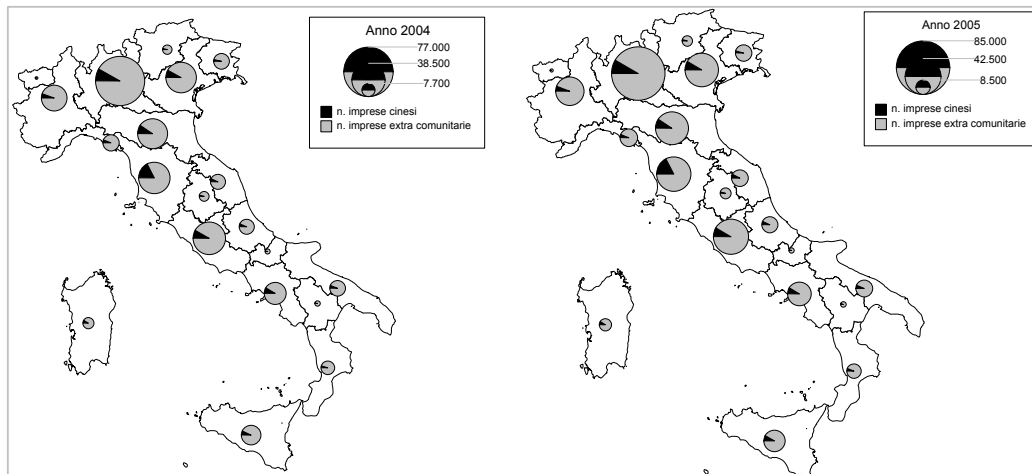 Anno 2004
77.000
38.500
7.700
n. imprese cinesi
n. imprese extra comunitarie
Anno 2005
85.000
42.500
8.500
n. imprese cinesi
n. imprese extra comunitarie